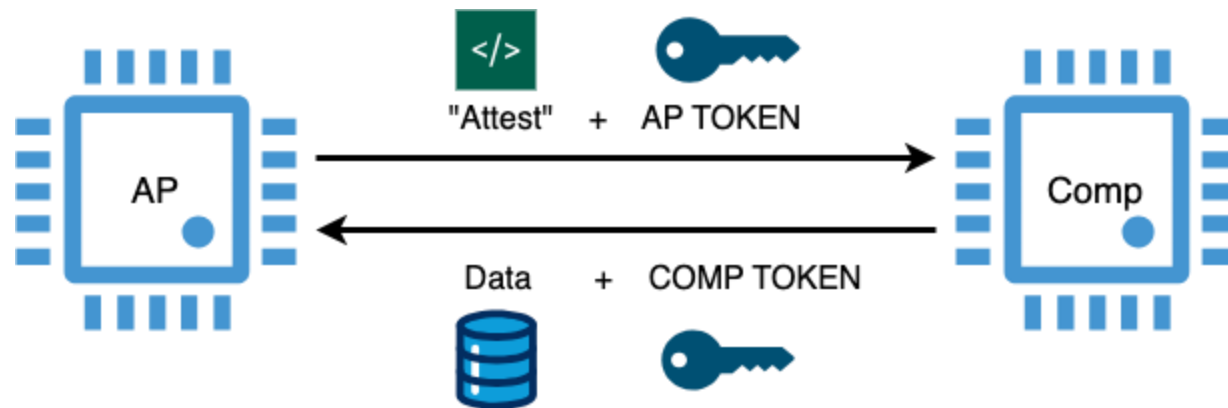 </>
"Attest" + AP TOKEN
AP
Comp
Data + COMP TOKEN